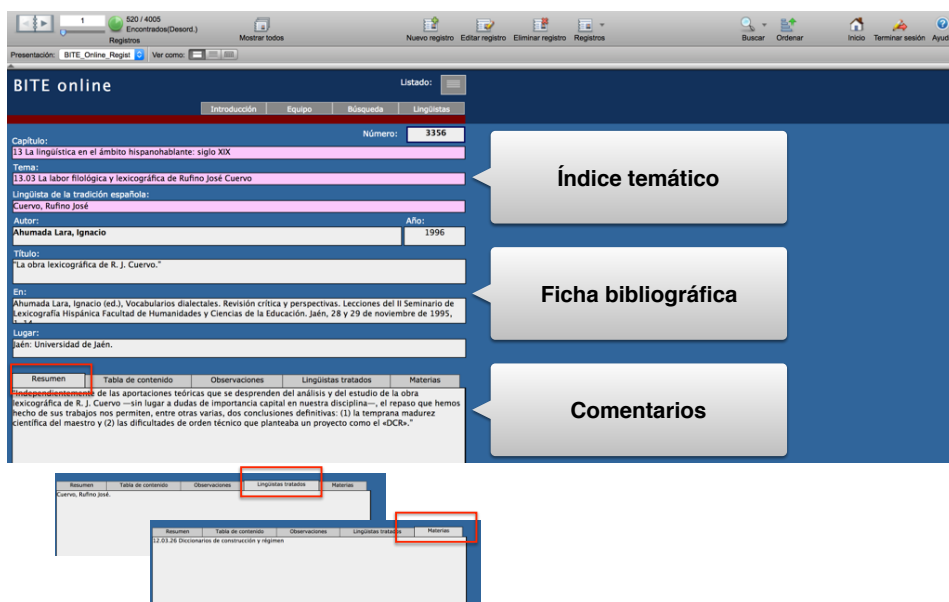 1
520 / 4005
Encontrados(Desord.)
Registros
Mostrar todos
Nuevo registro
Editar registro
Eliminar registro
Registros
Buscar
Ordenar
Inicio
Terminar sesión
Ayud
Presentación: BITE_Online_Regist
Ver como:
BITE online
Listado:
Introducción
Equipo
Búsqueda
Lingüistas
Número: 3356
Capítulo:
13 La lingüística en el ámbito hispanohablante: siglo XIX
Tema:
13.03 La labor filológica y lexicográfica de Rufino José Cuervo
Lingüista de la tradición española:
Cuervo, Rufino José
Índice temático
Autor:
Año:
Ahumada Lara, Ignacio
1996
Título:
"La obra lexicográfica de R. J. Cuervo."
En:
Ahumada Lara, Ignacio (ed.), Vocabularios dialectales. Revisión crítica y perspectivas. Lecciones del II Seminario de
Lexicografía Hispánica Facultad de Humanidades y Ciencias de la Educación. Jaén, 28 y 29 de noviembre de 1995,
Ficha bibliográfica
Lugar:
Jaén: Universidad de Jaén.
Resumen
Tabla de contenido
Observaciones
Lingüistas tratados
Materias
"Independientemente de las aportaciones teóricas que se desprenden del análisis y del estudio de la obra
lexicográfica de R. J. Cuervo —sin lugar a dudas de importancia capital en nuestra disciplina—, el repaso que hemos
hecho de sus trabajos nos permiten, entre otras varias, dos conclusiones definitivas: (1) la temprana madurez
científica del maestro y (2) las dificultades de orden técnico que planteaba un proyecto como el «DCR»."
Comentarios
Resumen
Tabla de contenido
Observaciones
Lingüistas tratados
Materias
Cuervo, Rufino José.
Resumen
Tabla de contenido
Observaciones
Lingüistas tratados
Materias
12.03.26 Diccionarios de construcción y régimen